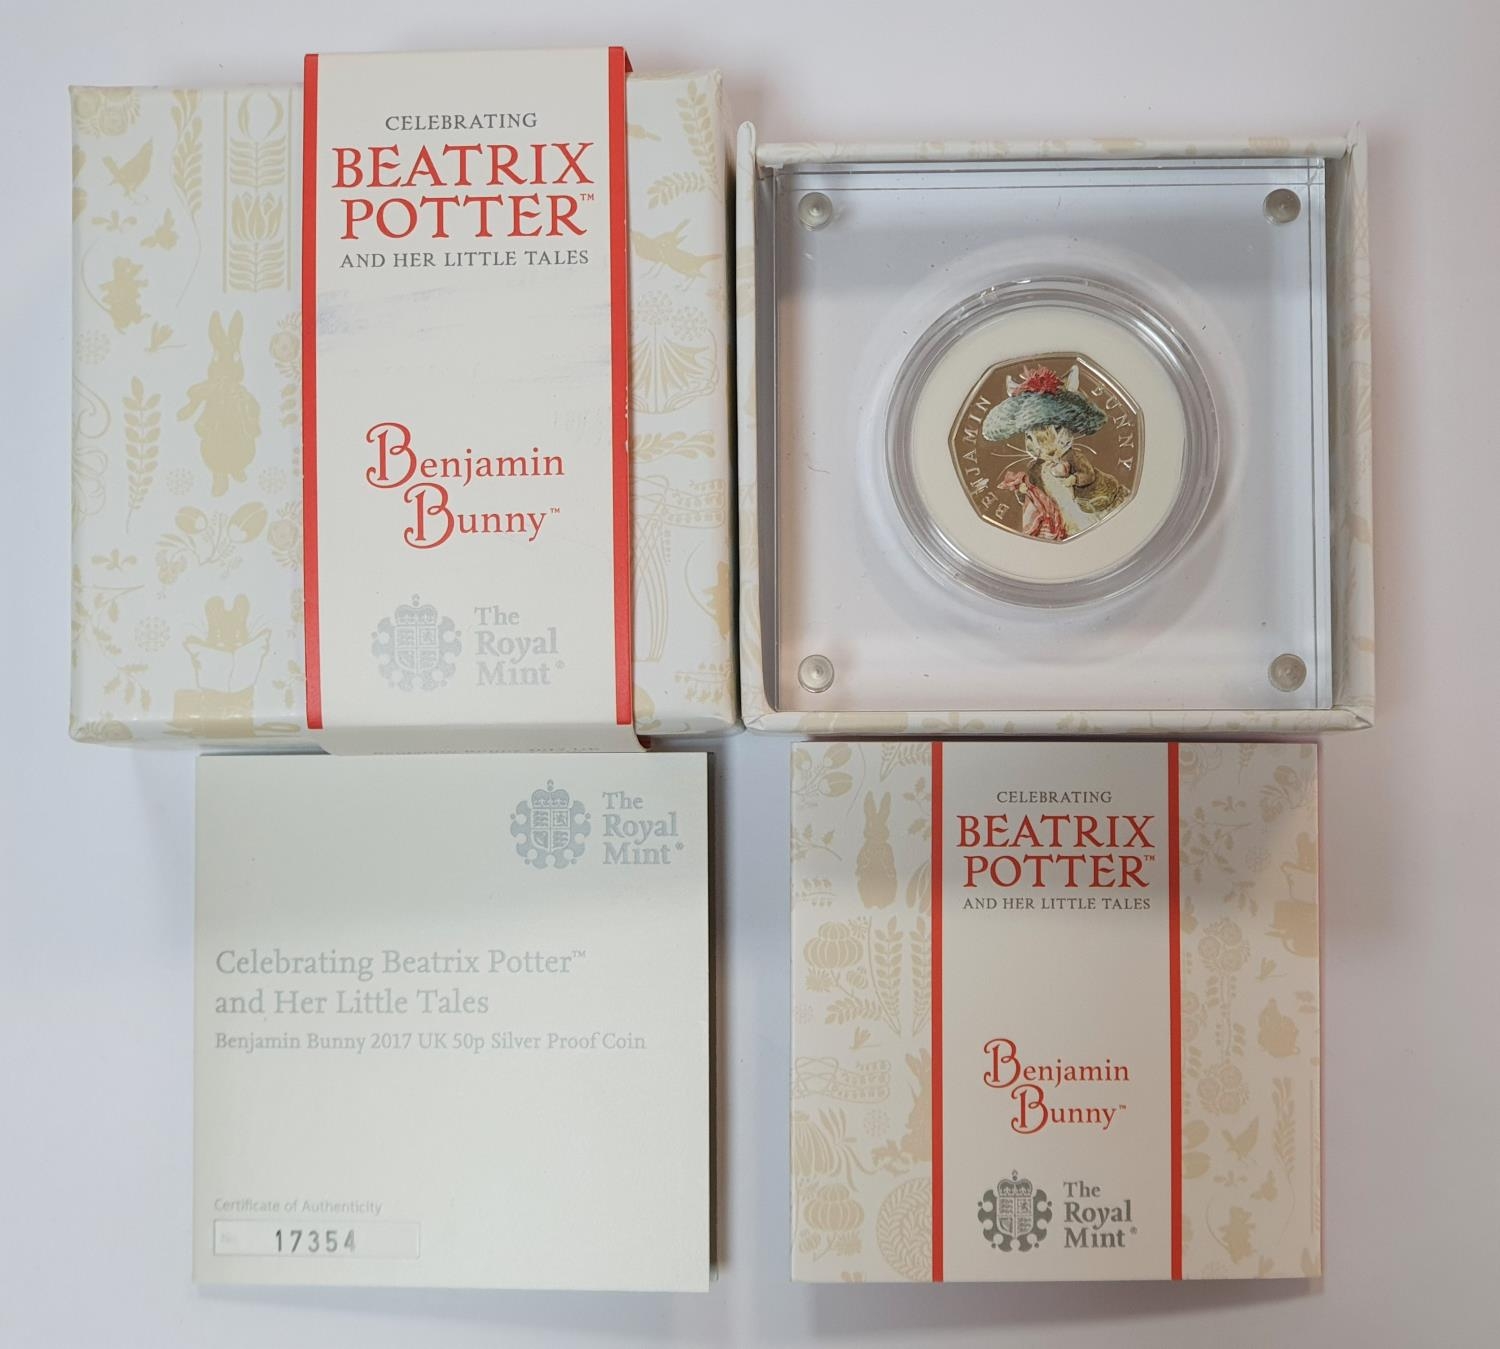 CELEBRATING
BEATRIX
POTTER™
AND HER LITTLE TALES
Benjamin
Bunny™
The
Royal
Mint®
BENJAMIN BUNNY
The
Royal
Mint®
Celebrating Beatrix Potter™
and Her Little Tales
Benjamin Bunny 2017 UK 50p Silver Proof Coin
Certificate of Authenticity
No. 17354
CELEBRATING
BEATRIX
POTTER™
AND HER LITTLE TALES
Benjamin
Bunny™
The
Royal
Mint®